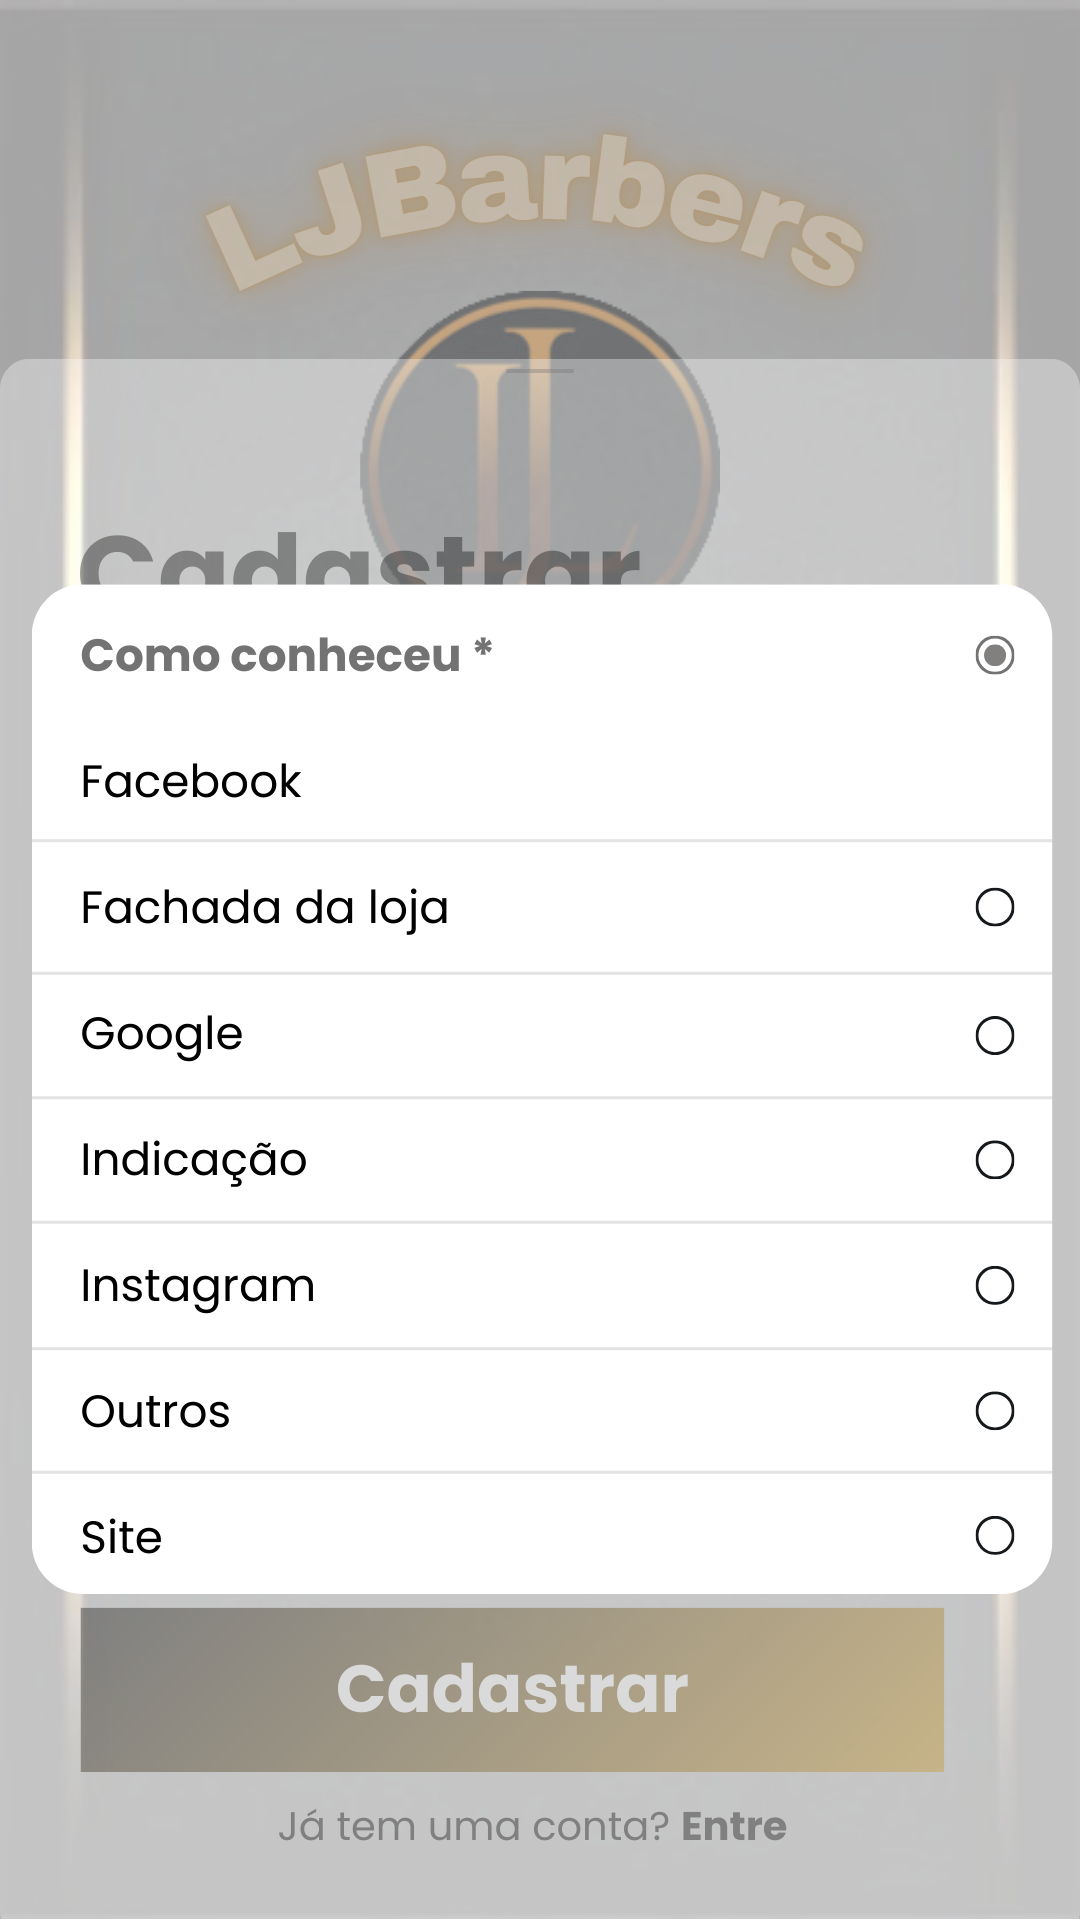 LJBarbers
JL
Cadastrar
Como conheceu *
Facebook
Fachada da loja
Google
Indicação
Instagram
Outros
Site
Cadastrar
Já tem uma conta? Entre